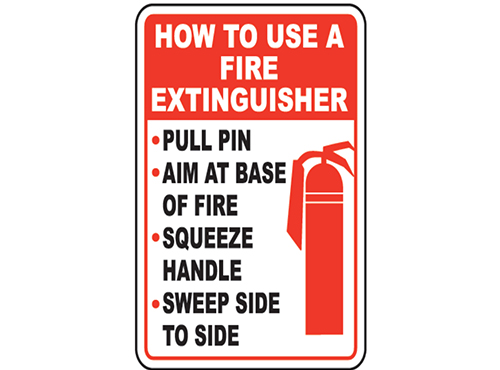 HOW TO USE A
FIRE
EXTINGUISHER
•PULL PIN
•AIM AT BASE
OF FIRE
•SQUEEZE
HANDLE
•SWEEP SIDE
TO SIDE